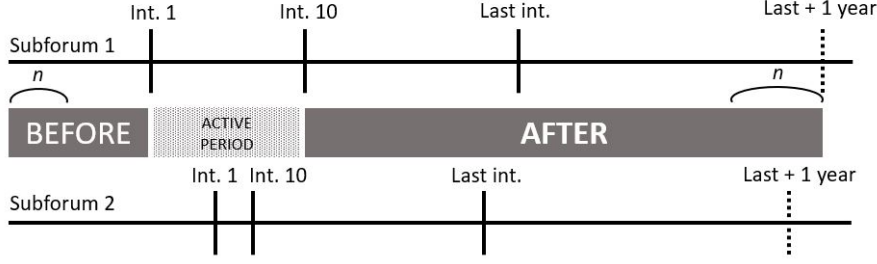 Int. 1 Int. 10 Last int. Last + 1 year
Subforum 1
n n
BEFORE ACTIVE PERIOD AFTER
Int. 1 Int. 10 Last int. Last + 1 year
Subforum 2